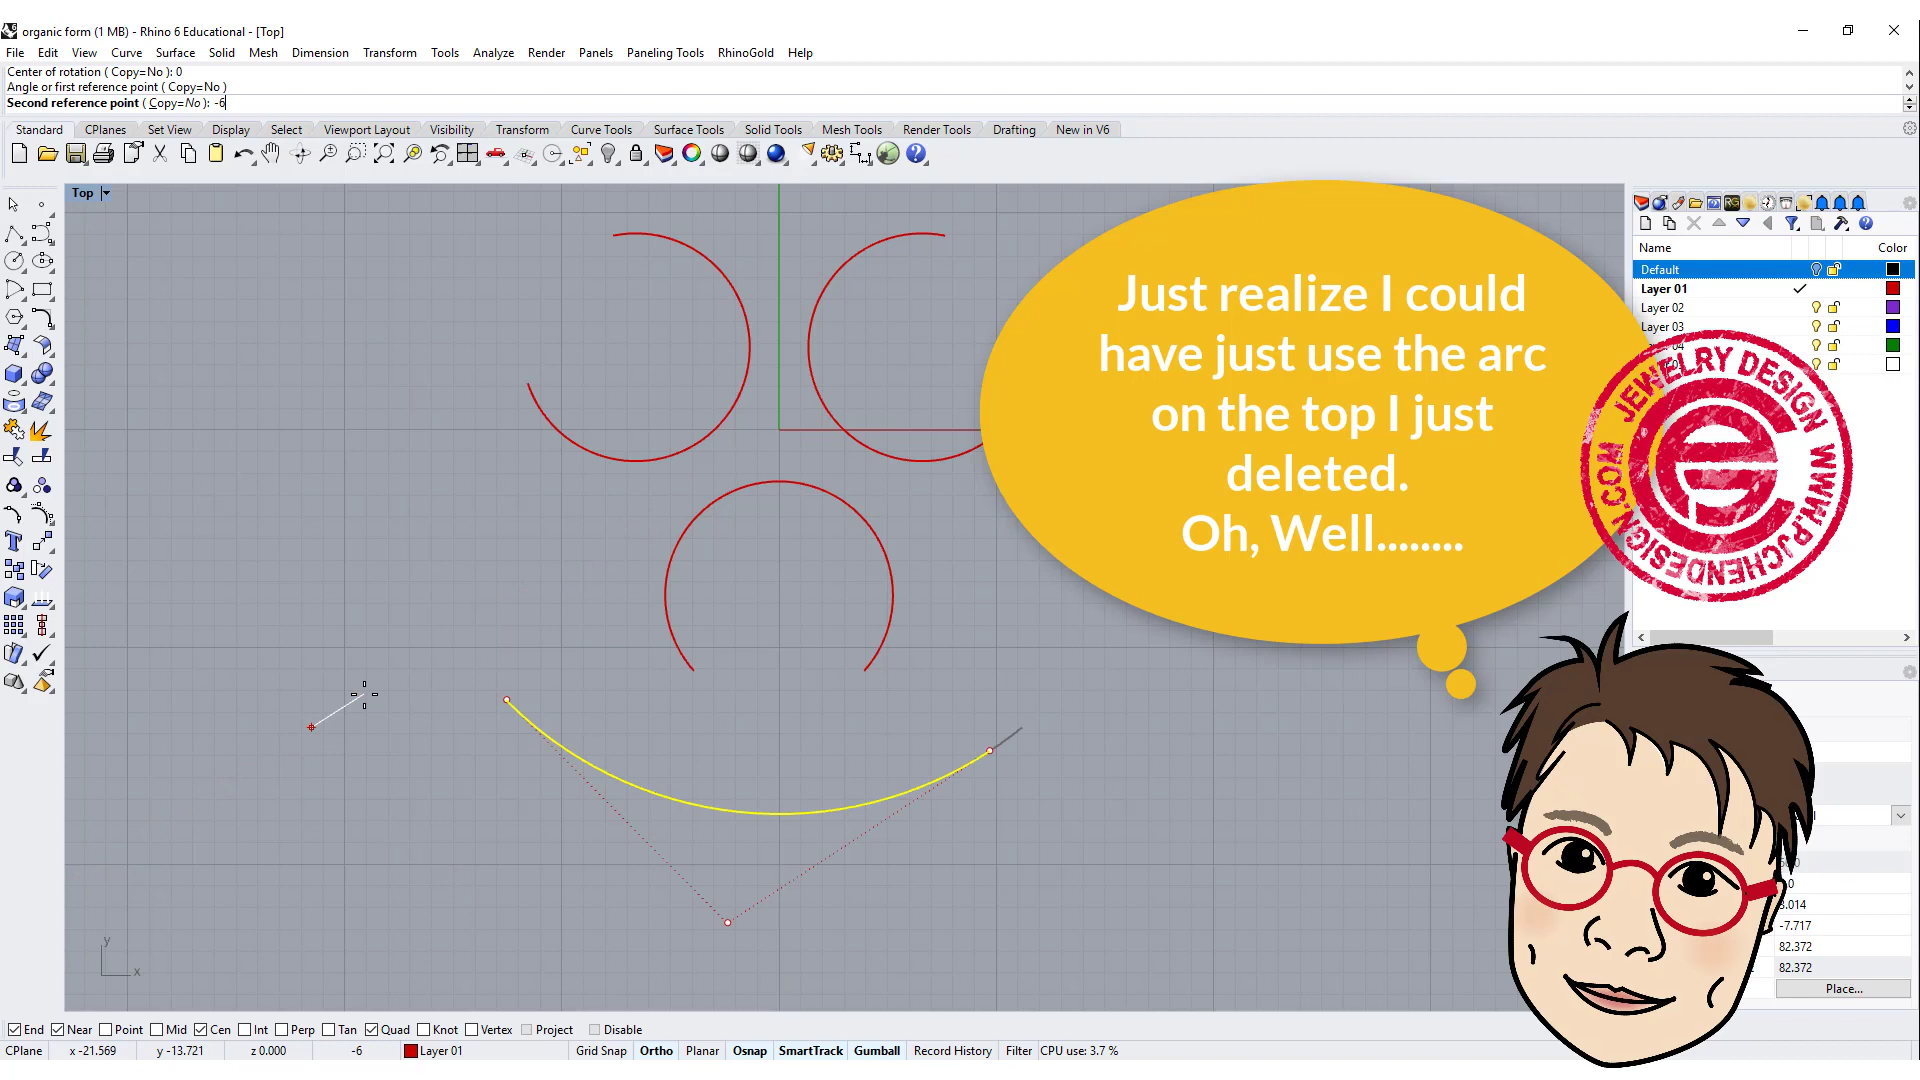 organic form (1 MB) - Rhino 6 Educational - [Top]
File Edit View Curve Surface Solid Mesh Dimension Transform Tools Analyze Render Panels Paneling Tools RhinoGold Help
Center of rotation ( Copy=No ): 0
Angle or first reference point ( Copy=No )
Second reference point ( Copy=No ): -6
Standard CPlanes Set View Display Select Viewport Layout Visibility Transform Curve Tools Surface Tools Solid Tools Mesh Tools Render Tools Drafting New in V6
Top
RG
Name Color
Default
Layer 01
Layer 02
Layer 03
Just realize I could
have just use the arc
on the top I just
deleted.
Oh, Well........
JEWELRY DESIGN WWW.PJCHENDESIGN.COM
-7.717
82.372
82.372
Place...
y
x
End Near Point Mid Cen Int Perp Tan Quad Knot Vertex Project Disable
CPlane x -21.569 y -13.721 z 0.000 -6 Layer 01 Grid Snap Ortho Planar Osnap SmartTrack Gumball Record History Filter CPU use: 3.7 %